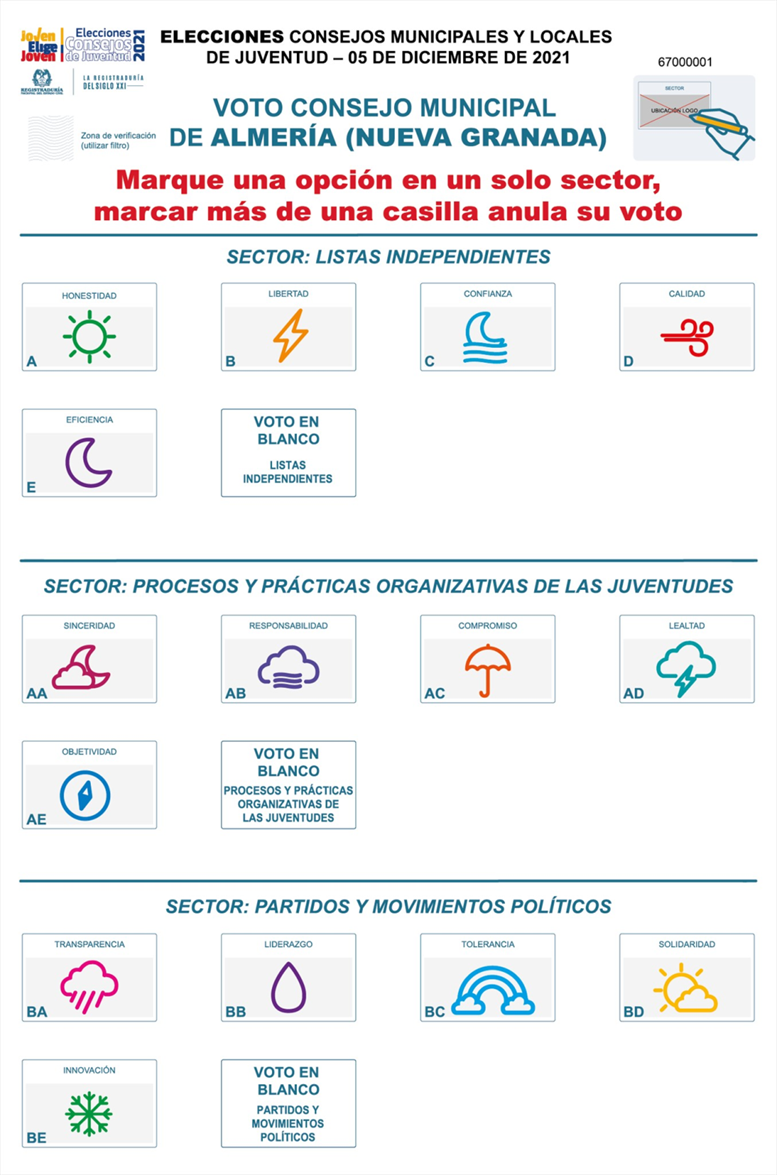 Joven
Elige
Joven
Elecciones
Consejos
de Juventud
2021
REGISTRADURÍA
LA REGISTRADURÍA
DEL SIGLO XXI
ELECCIONES CONSEJOS MUNICIPALES Y LOCALES
DE JUVENTUD – 05 DE DICIEMBRE DE 2021
67000001
SECTOR
UBICACIÓN LOGO
Zona de verificación
(utilizar filtro)
VOTO CONSEJO MUNICIPAL
DE ALMERÍA (NUEVA GRANADA)
Marque una opción en un solo sector,
marcar más de una casilla anula su voto
SECTOR: LISTAS INDEPENDIENTES
HONESTIDAD
A
LIBERTAD
B
CONFIANZA
C
CALIDAD
D
EFICIENCIA
E
VOTO EN
BLANCO
LISTAS
INDEPENDIENTES
SECTOR: PROCESOS Y PRÁCTICAS ORGANIZATIVAS DE LAS JUVENTUDES
SINCERIDAD
AA
RESPONSABILIDAD
AB
COMPROMISO
AC
LEALTAD
AD
OBJETIVIDAD
AE
VOTO EN
BLANCO
PROCESOS Y PRÁCTICAS
ORGANIZATIVAS DE
LAS JUVENTUDES
SECTOR: PARTIDOS Y MOVIMIENTOS POLÍTICOS
TRANSPARENCIA
BA
LIDERAZGO
BB
TOLERANCIA
BC
SOLIDARIDAD
BD
INNOVACIÓN
BE
VOTO EN
BLANCO
PARTIDOS Y
MOVIMIENTOS
POLÍTICOS